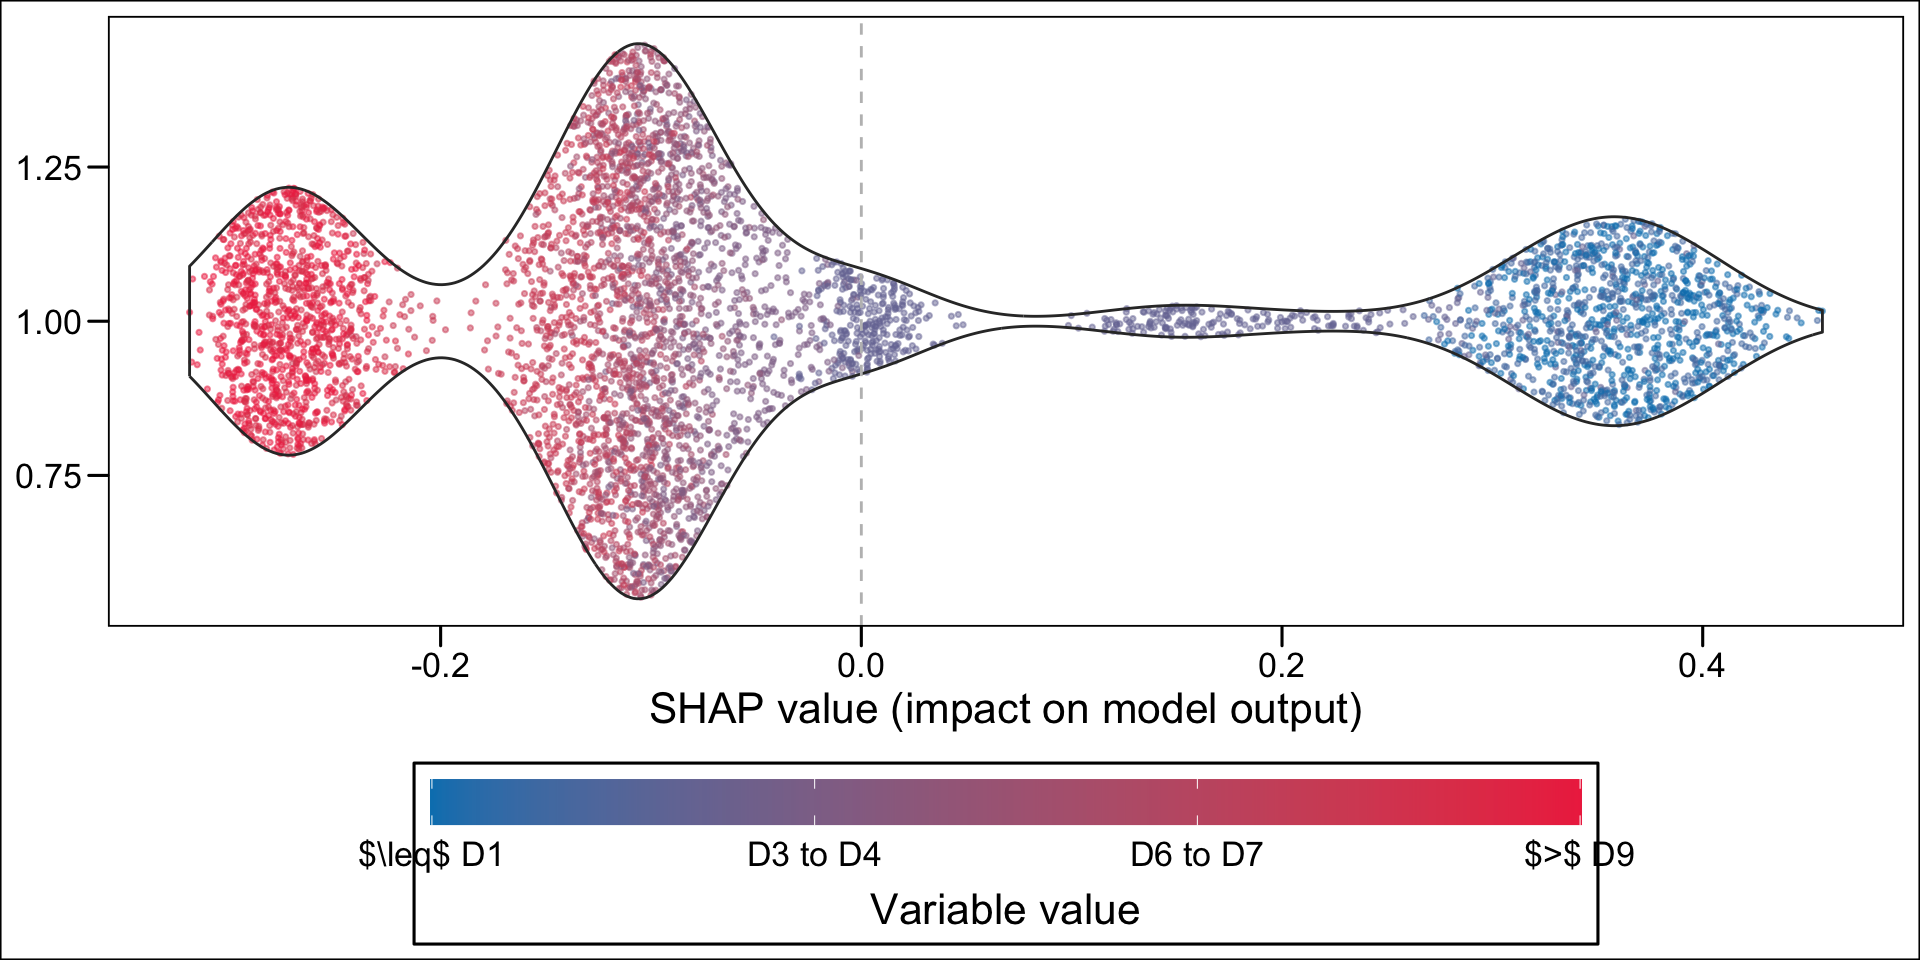 1.25
1.00
0.75
-0.2 0.0 0.2 0.4
SHAP value (impact on model output)
$\leq$ D1 D3 to D4 D6 to D7 $>$ D9
Variable value